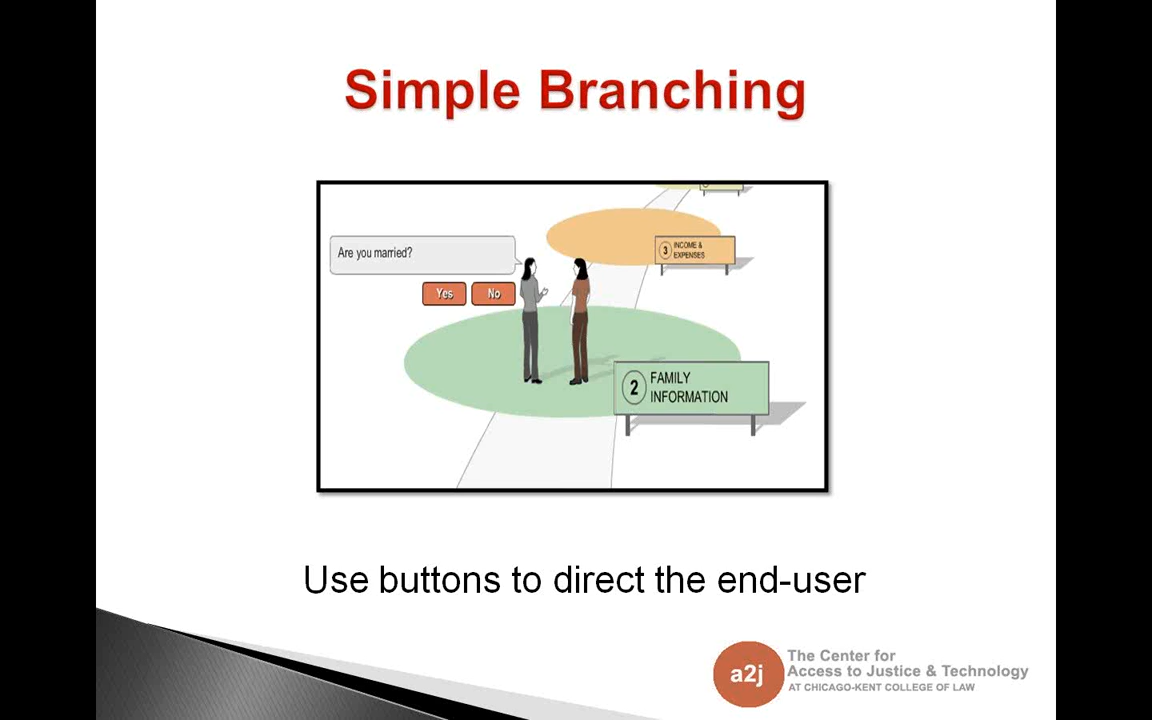 Simple Branching
Are you married?
Yes No
3 INCOME &
EXPENSES
2 FAMILY
INFORMATION
Use buttons to direct the end-user
a2j
The Center for
Access to Justice & Technology
AT CHICAGO-KENT COLLEGE OF LAW